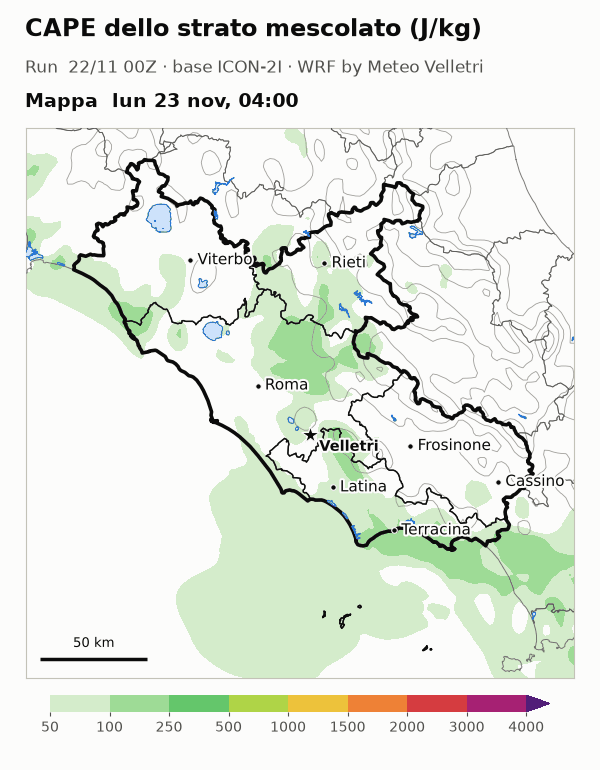 CAPE dello strato mescolato (J/kg)
Run 22/11 00Z · base ICON-2I · WRF by Meteo Velletri
Mappa lun 23 nov, 04:00
Viterbo
Rieti
Roma
Velletri
Frosinone
Latina
Cassino
Terracina
50 km
50 100 250 500 1000 1500 2000 3000 4000